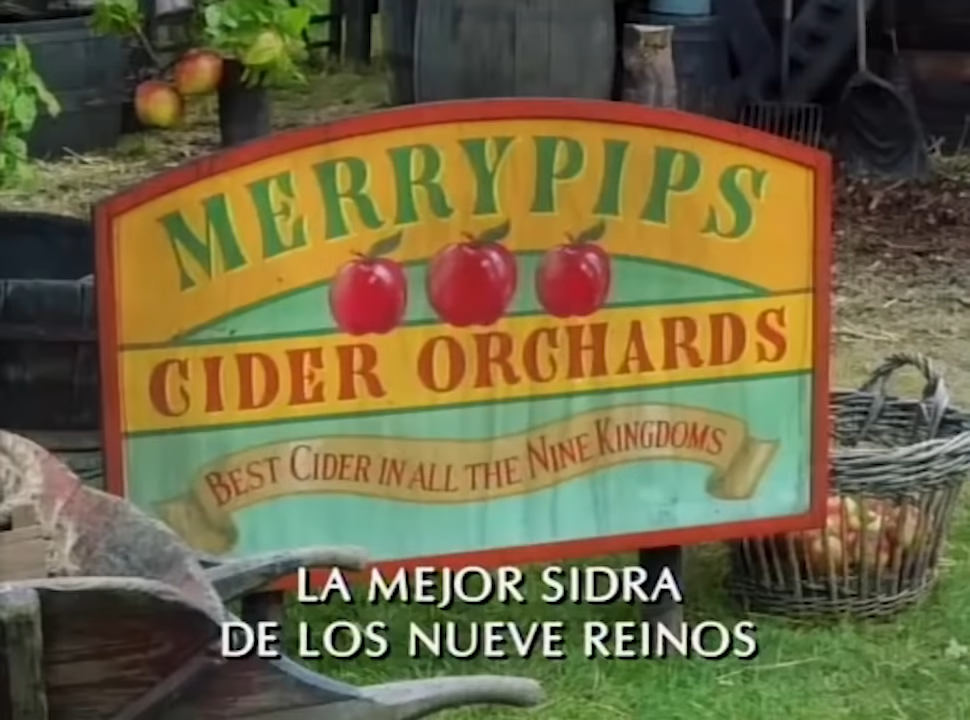 MERRYPIPS
CIDER ORCHARDS
BEST CIDER IN ALL THE NINE KINGDOMS
LA MEJOR SIDRA
DE LOS NUEVE REINOS